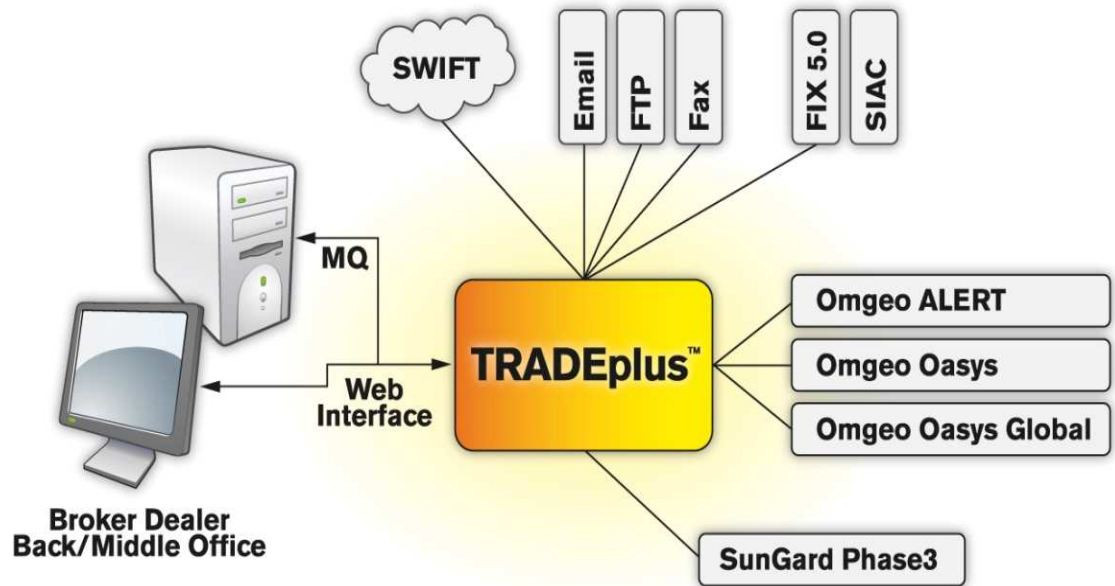 SWIFT
Email
FTP
Fax
FIX 5.0
SIAC
MQ
TRADEplus™
Web
Interface
Omgeo ALERT
Omgeo Oasys
Omgeo Oasys Global
Broker Dealer
Back/Middle Office
SunGard Phase3